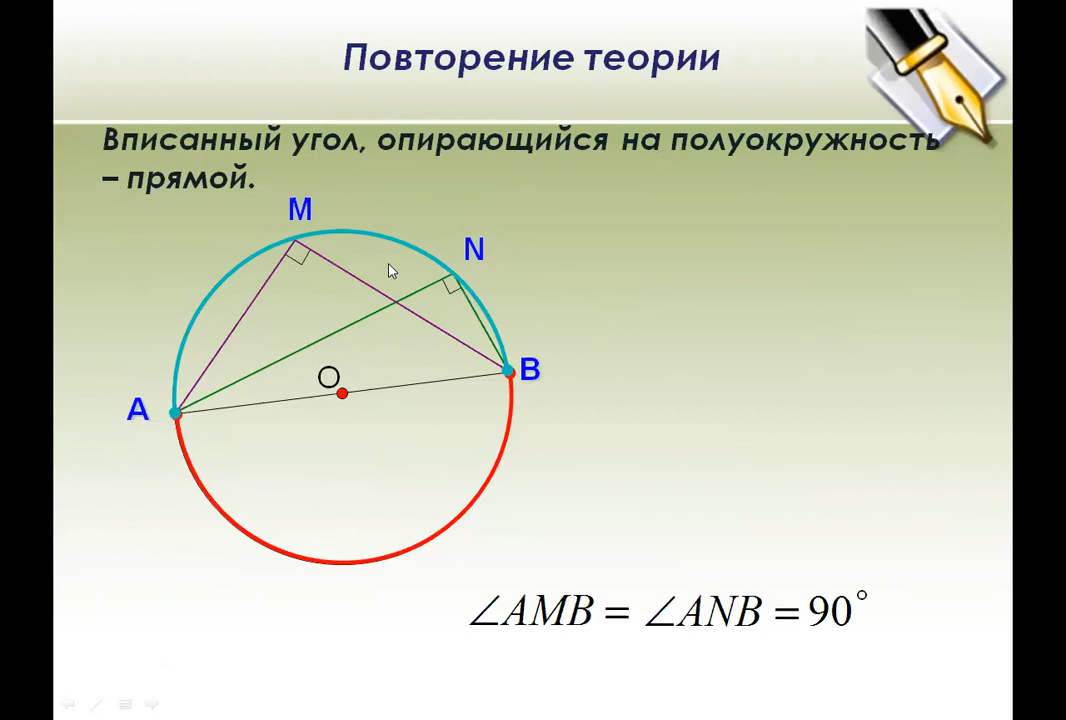 Повторение теории
Вписанный угол, опирающийся на полуокружность
– прямой.
M
N
O
B
A
∠AMB = ∠ANB = 90°